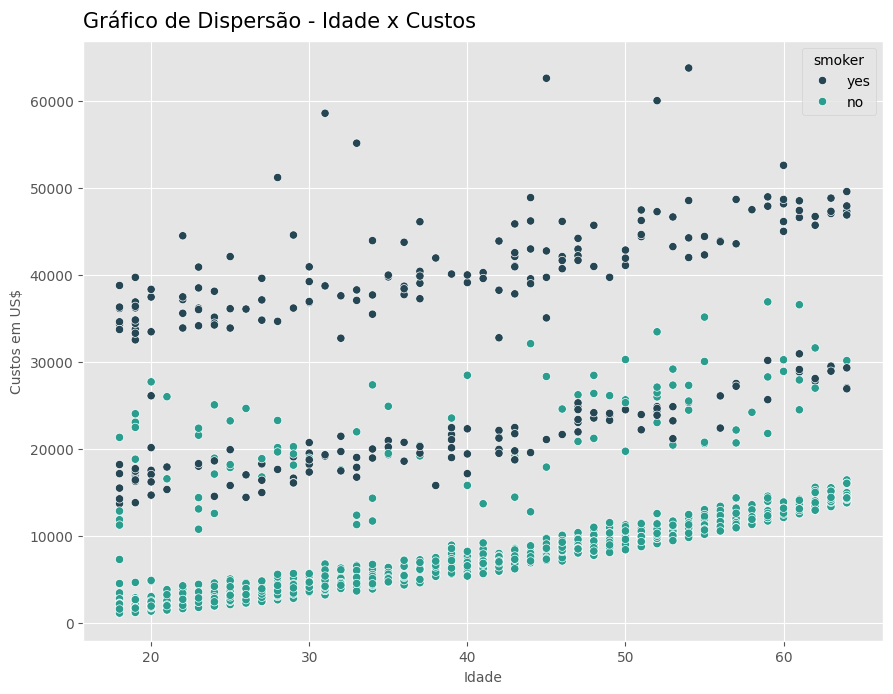 Gráfico de Dispersão - Idade x Custos
smoker
yes
no
Custos em US$
60000
50000
40000
30000
20000
10000
0
20
30
40
50
60
Idade